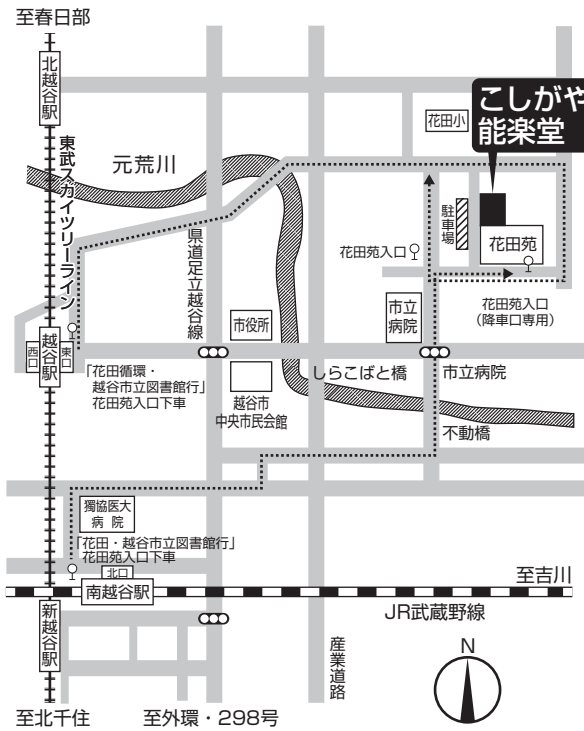 至春日部
北越谷駅
東武スカイツリーライン
元荒川
花田小
こしがや
能楽堂
駐車場
花田苑
花田苑入口
花田苑入口
（降車口専用）
県道足立越谷線
市役所
市立
病院
西口
越谷駅
東口
「花田循環・
越谷市立図書館行」
花田苑入口下車
越谷市
中央市民会館
しらこばと橋
市立病院
不動橋
獨協医大
病院
「花田・越谷市立図書館行」
花田苑入口下車
北口
南越谷駅
至吉川
JR武蔵野線
新越谷駅
産業道路
N
至北千住
至外環・298号